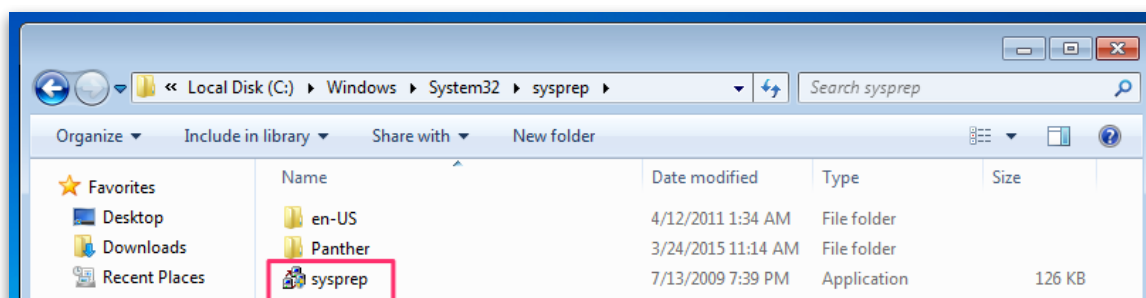 « Local Disk (C:) ▸ Windows ▸ System32 ▸ sysprep ▸ Search sysprep
Organize ▾ Include in library ▾ Share with ▾ New folder
Name Date modified Type Size
Favorites
Desktop en-US 4/12/2011 1:34 AM File folder
Downloads Panther 3/24/2015 11:14 AM File folder
Recent Places sysprep 7/13/2009 7:39 PM Application 126 KB